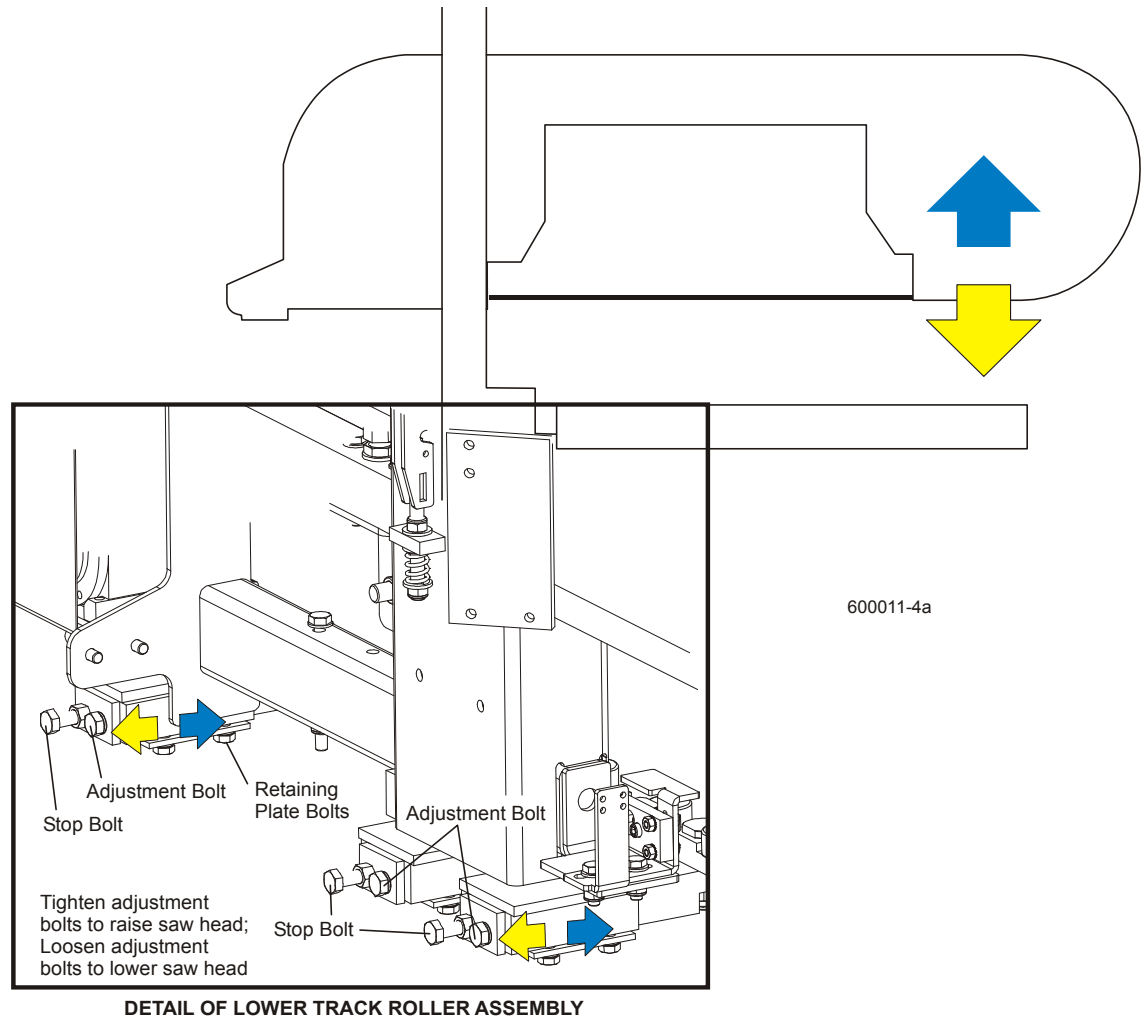 600011-4a
Adjustment Bolt
Stop Bolt
Retaining
Plate Bolts
Adjustment Bolt
Stop Bolt
Tighten adjustment
bolts to raise saw head;
Loosen adjustment
bolts to lower saw head
DETAIL OF LOWER TRACK ROLLER ASSEMBLY